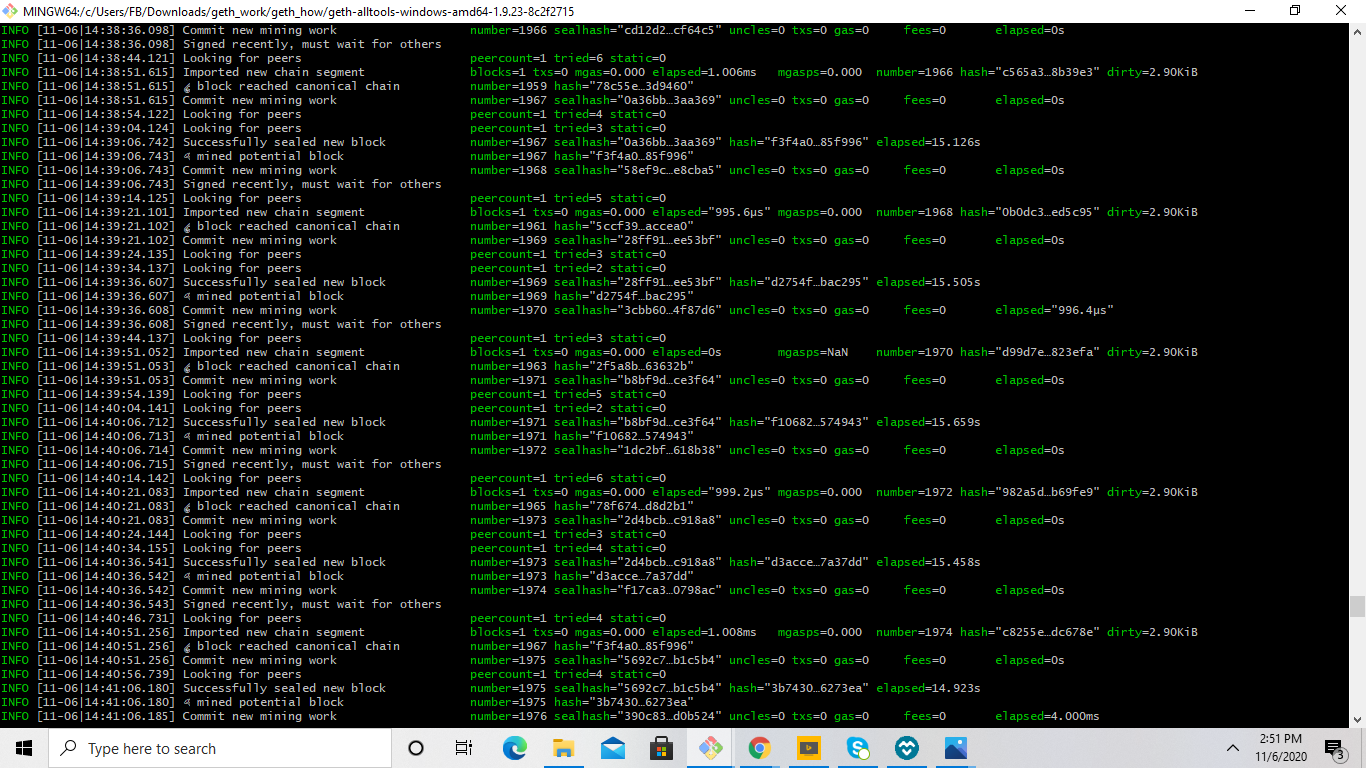 MINGW64:/c/Users/FB/Downloads/geth_work/geth_how/geth-alltools-windows-amd64-1.9.23-8c2f2715
INFO [11-06|14:38:36.098] Commit new mining work number=1966 sealhash="cd12d2…cf64c5" uncles=0 txs=0 gas=0 fees=0 elapsed=0s
INFO [11-06|14:38:36.098] Signed recently, must wait for others
INFO [11-06|14:38:44.121] Looking for peers peercount=1 tried=6 static=0
INFO [11-06|14:38:51.615] Imported new chain segment blocks=1 txs=0 mgas=0.000 elapsed=1.006ms mgasps=0.000 number=1966 hash="c565a3…8b39e3" dirty=2.90KiB
INFO [11-06|14:38:51.615] block reached canonical chain number=1959 hash="78c55e…3d9460"
INFO [11-06|14:38:51.615] Commit new mining work number=1967 sealhash="0a36bb…3aa369" uncles=0 txs=0 gas=0 fees=0 elapsed=0s
INFO [11-06|14:38:54.122] Looking for peers peercount=1 tried=4 static=0
INFO [11-06|14:39:04.124] Looking for peers peercount=1 tried=3 static=0
INFO [11-06|14:39:06.742] Successfully sealed new block number=1967 sealhash="0a36bb…3aa369" hash="f3f4a0…85f996" elapsed=15.126s
INFO [11-06|14:39:06.743] mined potential block number=1967 hash="f3f4a0…85f996"
INFO [11-06|14:39:06.743] Commit new mining work number=1968 sealhash="58ef9c…e8cba5" uncles=0 txs=0 gas=0 fees=0 elapsed=0s
INFO [11-06|14:39:06.743] Signed recently, must wait for others
INFO [11-06|14:39:14.125] Looking for peers peercount=1 tried=5 static=0
INFO [11-06|14:39:21.101] Imported new chain segment blocks=1 txs=0 mgas=0.000 elapsed="995.6µs" mgasps=0.000 number=1968 hash="0b0dc3…ed5c95" dirty=2.90KiB
INFO [11-06|14:39:21.102] block reached canonical chain number=1961 hash="5ccf39…accea0"
INFO [11-06|14:39:21.102] Commit new mining work number=1969 sealhash="28ff91…ee53bf" uncles=0 txs=0 gas=0 fees=0 elapsed=0s
INFO [11-06|14:39:24.135] Looking for peers peercount=1 tried=3 static=0
INFO [11-06|14:39:34.137] Looking for peers peercount=1 tried=2 static=0
INFO [11-06|14:39:36.607] Successfully sealed new block number=1969 sealhash="28ff91…ee53bf" hash="d2754f…bac295" elapsed=15.505s
INFO [11-06|14:39:36.607] mined potential block number=1969 hash="d2754f…bac295"
INFO [11-06|14:39:36.608] Commit new mining work number=1970 sealhash="3cbb60…4f87d6" uncles=0 txs=0 gas=0 fees=0 elapsed="996.4µs"
INFO [11-06|14:39:36.608] Signed recently, must wait for others
INFO [11-06|14:39:44.137] Looking for peers peercount=1 tried=3 static=0
INFO [11-06|14:39:51.052] Imported new chain segment blocks=1 txs=0 mgas=0.000 elapsed=0s mgasps=NaN number=1970 hash="d99d7e…823efa" dirty=2.90KiB
INFO [11-06|14:39:51.053] block reached canonical chain number=1963 hash="2f5a8b…63632b"
INFO [11-06|14:39:51.053] Commit new mining work number=1971 sealhash="b8bf9d…ce3f64" uncles=0 txs=0 gas=0 fees=0 elapsed=0s
INFO [11-06|14:39:54.139] Looking for peers peercount=1 tried=5 static=0
INFO [11-06|14:40:04.141] Looking for peers peercount=1 tried=2 static=0
INFO [11-06|14:40:06.712] Successfully sealed new block number=1971 sealhash="b8bf9d…ce3f64" hash="f10682…574943" elapsed=15.659s
INFO [11-06|14:40:06.713] mined potential block number=1971 hash="f10682…574943"
INFO [11-06|14:40:06.714] Commit new mining work number=1972 sealhash="1dc2bf…618b38" uncles=0 txs=0 gas=0 fees=0 elapsed=0s
INFO [11-06|14:40:06.715] Signed recently, must wait for others
INFO [11-06|14:40:14.142] Looking for peers peercount=1 tried=6 static=0
INFO [11-06|14:40:21.083] Imported new chain segment blocks=1 txs=0 mgas=0.000 elapsed="999.2µs" mgasps=0.000 number=1972 hash="982a5d…b69fe9" dirty=2.90KiB
INFO [11-06|14:40:21.083] block reached canonical chain number=1965 hash="78f674…d8d2b1"
INFO [11-06|14:40:21.083] Commit new mining work number=1973 sealhash="2d4bcb…c918a8" uncles=0 txs=0 gas=0 fees=0 elapsed=0s
INFO [11-06|14:40:24.144] Looking for peers peercount=1 tried=3 static=0
INFO [11-06|14:40:34.155] Looking for peers peercount=1 tried=4 static=0
INFO [11-06|14:40:36.541] Successfully sealed new block number=1973 sealhash="2d4bcb…c918a8" hash="d3acce…7a37dd" elapsed=15.458s
INFO [11-06|14:40:36.542] mined potential block number=1973 hash="d3acce…7a37dd"
INFO [11-06|14:40:36.542] Commit new mining work number=1974 sealhash="f17ca3…0798ac" uncles=0 txs=0 gas=0 fees=0 elapsed=0s
INFO [11-06|14:40:36.543] Signed recently, must wait for others
INFO [11-06|14:40:46.731] Looking for peers peercount=1 tried=4 static=0
INFO [11-06|14:40:51.256] Imported new chain segment blocks=1 txs=0 mgas=0.000 elapsed=1.008ms mgasps=0.000 number=1974 hash="c8255e…dc678e" dirty=2.90KiB
INFO [11-06|14:40:51.256] block reached canonical chain number=1967 hash="f3f4a0…85f996"
INFO [11-06|14:40:51.256] Commit new mining work number=1975 sealhash="5692c7…b1c5b4" uncles=0 txs=0 gas=0 fees=0 elapsed=0s
INFO [11-06|14:40:56.739] Looking for peers peercount=1 tried=4 static=0
INFO [11-06|14:41:06.180] Successfully sealed new block number=1975 sealhash="5692c7…b1c5b4" hash="3b7430…6273ea" elapsed=14.923s
INFO [11-06|14:41:06.180] mined potential block number=1975 hash="3b7430…6273ea"
INFO [11-06|14:41:06.185] Commit new mining work number=1976 sealhash="390c83…d0b524" uncles=0 txs=0 gas=0 fees=0 elapsed=4.000ms
Type here to search
2:51 PM
11/6/2020
3